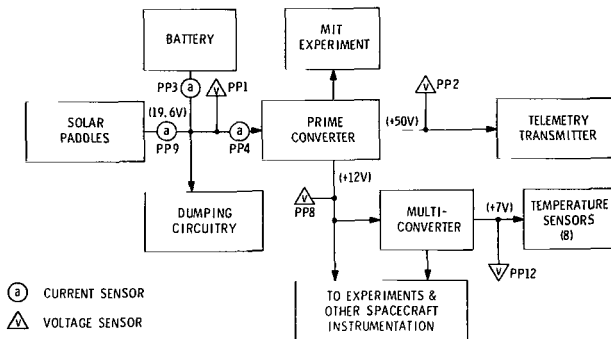 BATTERY
MIT
EXPERIMENT
PP3
a
v
PP1
v
PP2
SOLAR
PADDLES
(19.6V)
a
PP9
a
PP4
PRIME
CONVERTER
(+50V)
TELEMETRY
TRANSMITTER
DUMPING
CIRCUITRY
(+12V)
v
PP8
MULTI-
CONVERTER
(+7V)
TEMPERATURE
SENSORS
(8)
v
PP12
a CURRENT SENSOR
v VOLTAGE SENSOR
TO EXPERIMENTS &
OTHER SPACECRAFT
INSTRUMENTATION